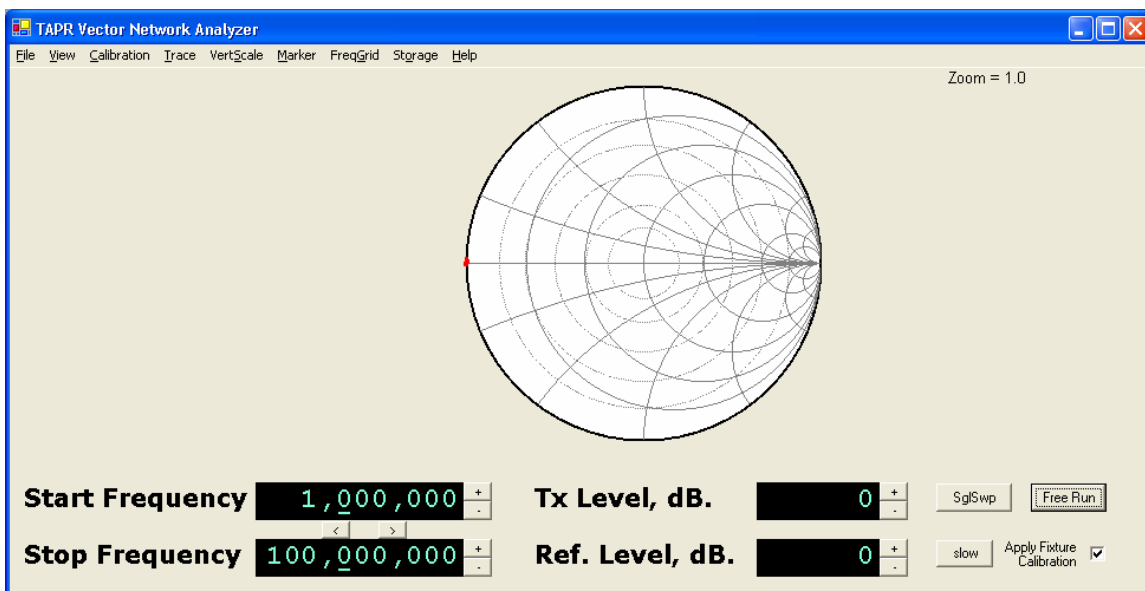 TAPR Vector Network Analyzer
File View Calibration Trace VertScale Marker FreqGrid Storage Help
Zoom = 1.0
Start Frequency 1,000,000 + - Tx Level, dB. 0 + - SglSwp Free Run
< >
Stop Frequency 100,000,000 + - Ref. Level, dB. 0 + - slow Apply Fixture
Calibration